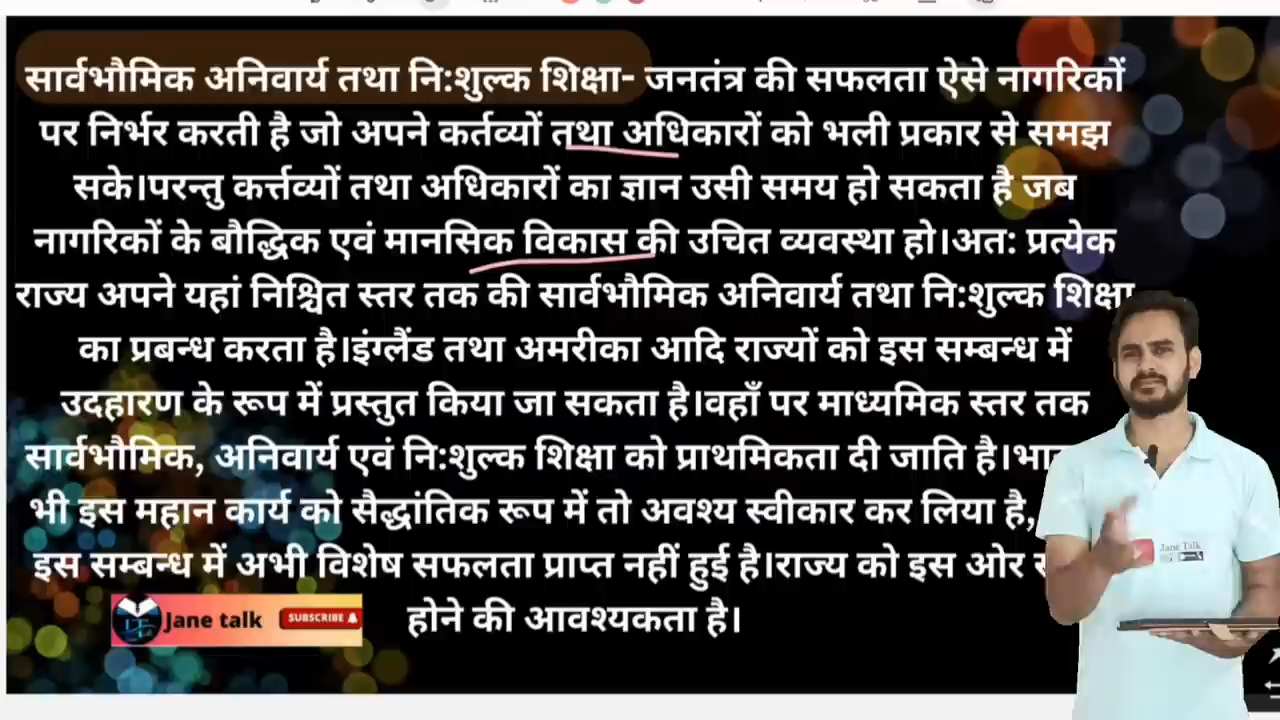 सार्वभौमिक अनिवार्य तथा नि:शुल्क शिक्षा- जनतंत्र की सफलता ऐसे नागरिकों
पर निर्भर करती है जो अपने कर्तव्यों तथा अधिकारों को भली प्रकार से समझ
सके।परन्तु कर्त्तव्यों तथा अधिकारों का ज्ञान उसी समय हो सकता है जब
नागरिकों के बौद्धिक एवं मानसिक विकास की उचित व्यवस्था हो।अत: प्रत्येक
राज्य अपने यहां निश्चित स्तर तक की सार्वभौमिक अनिवार्य तथा नि:शुल्क शिक्षा
का प्रबन्ध करता है।इंग्लैंड तथा अमरीका आदि राज्यों को इस सम्बन्ध में
उदहारण के रूप में प्रस्तुत किया जा सकता है।वहाँ पर माध्यमिक स्तर तक
सार्वभौमिक, अनिवार्य एवं नि:शुल्क शिक्षा को प्राथमिकता दी जाति है।
भी इस महान कार्य को सैद्धांतिक रूप में तो अवश्य स्वीकार कर लिया है,
इस सम्बन्ध में अभी विशेष सफलता प्राप्त नहीं हुई है।राज्य को इस ओर
होने की आवश्यकता है।
Jane talk SUBSCRIBE
Jane Talk